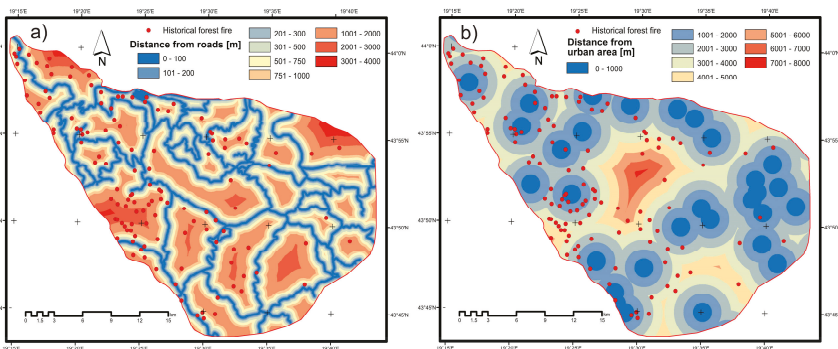 19°15'E 19°20'E 19°25'E 19°30'E 19°35'E 19°40'E
a)
N
Historical forest fire
Distance from roads [m]
0 - 100
101 - 200
201 - 300
301 - 500
501 - 750
751 - 1000
1001 - 2000
2001 - 3000
3001 - 4000
44°0'N
43°55'N
43°50'N
43°45'N
0 1.5 3 6 9 12 15
km
19°15'E 19°20'E 19°25'E 19°30'E 19°35'E 19°40'E
b)
N
Historical forest fire
Distance from
urban area [m]
0 - 1000
1001 - 2000
2001 - 3000
3001 - 4000
4001 - 5000
6001 - 6000
6001 - 7000
7001 - 8000
44°0'N
43°55'N
43°50'N
43°45'N
0 1.5 3 6 9 12 15
km